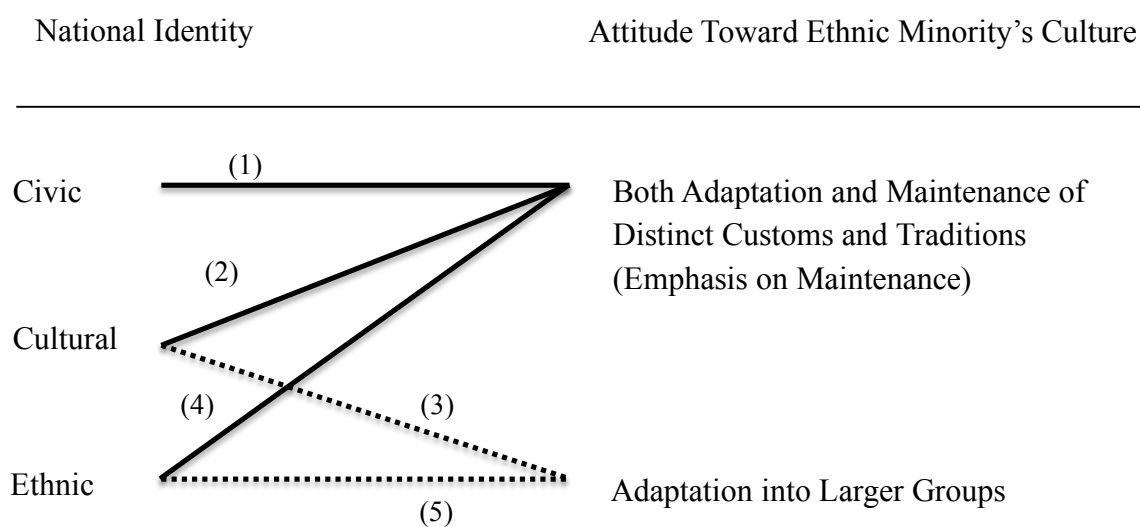 National Identity
Attitude Toward Ethnic Minority’s Culture
(1)
Civic
Both Adaptation and Maintenance of
Distinct Customs and Traditions
(Emphasis on Maintenance)
(2)
Cultural
(4)
(3)
Ethnic
Adaptation into Larger Groups
(5)